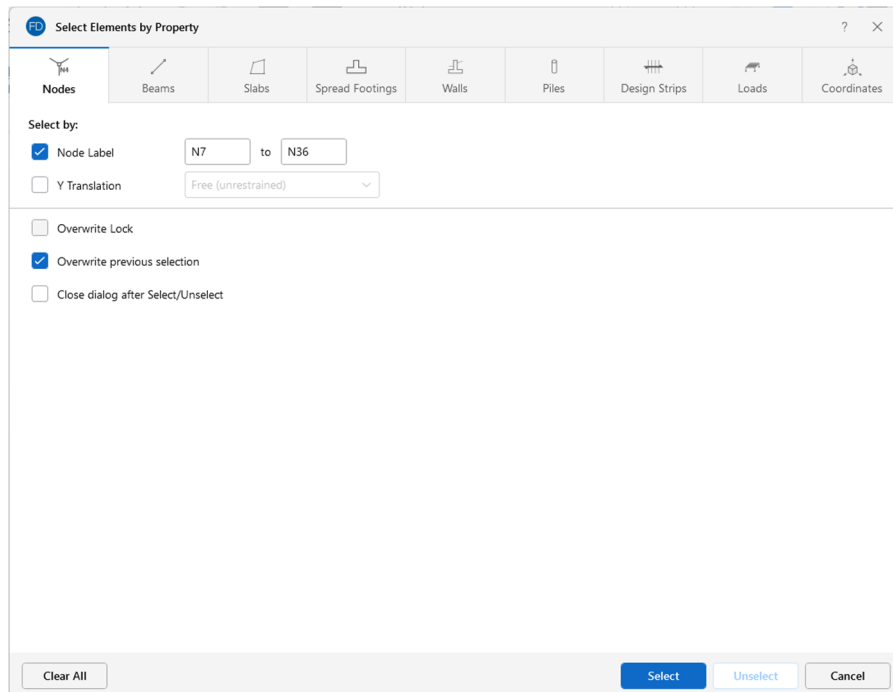 FD Select Elements by Property ?
N4
Nodes Beams Slabs Spread Footings Walls Piles Design Strips Loads Coordinates
Select by:
Node Label N7 to N36
Y Translation Free (unrestrained)
Overwrite Lock
Overwrite previous selection
Close dialog after Select/Unselect
Clear All Select Unselect Cancel